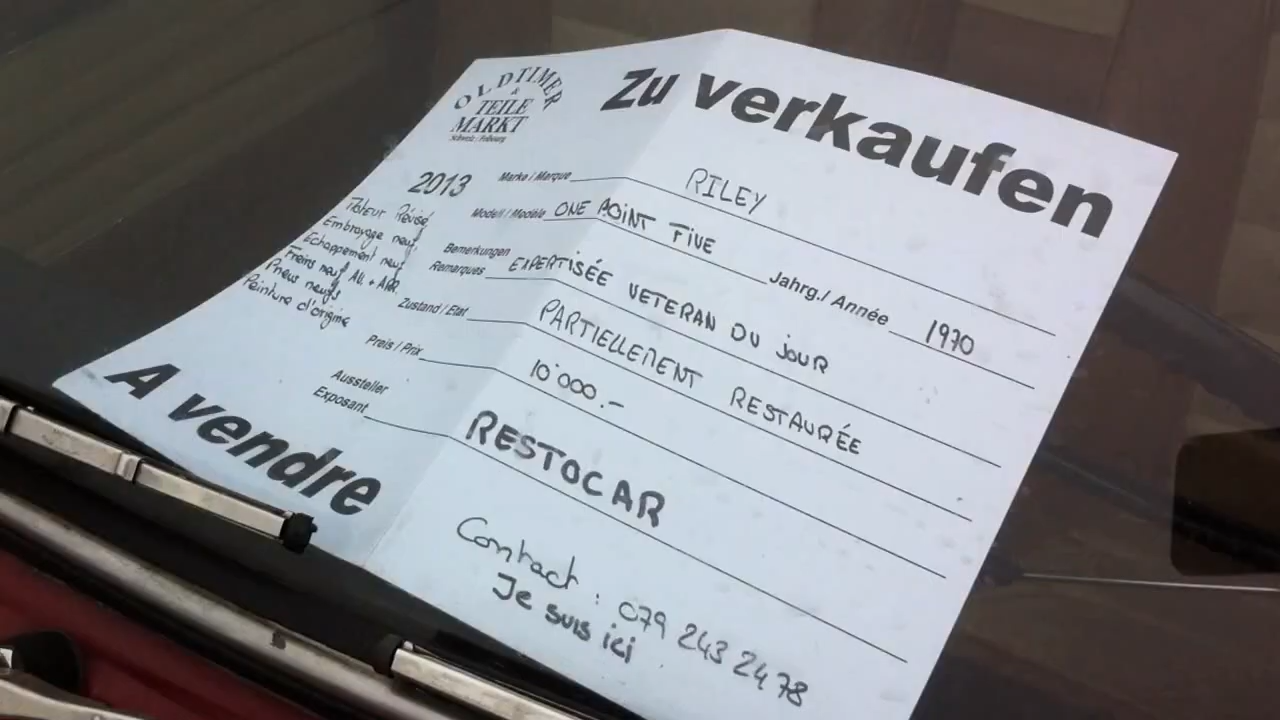 OLDTIMER
&
TEILE
MARKT
Schweiz / Fribourg
Zu verkaufen
2013
Marke / Marque RILEY
Modell / Modèle ONE POINT FIVE Jahrg./ Année 1970
Bemerkungen
Remarques EXPERTISÉE VETERAN DU JOUR
Zustand / Etat PARTIELLEMENT RESTAURÉE
Preis / Prix 10'000.-
Aussteller
Exposant RESTOCAR
Moteur Révisé
Embrayage neuf,
Echappement neuf
Freins neufs AV. + ARR
Pneus neufs
Peinture d'origine
A vendre
Contact : 079 243 24 78
Je suis ici